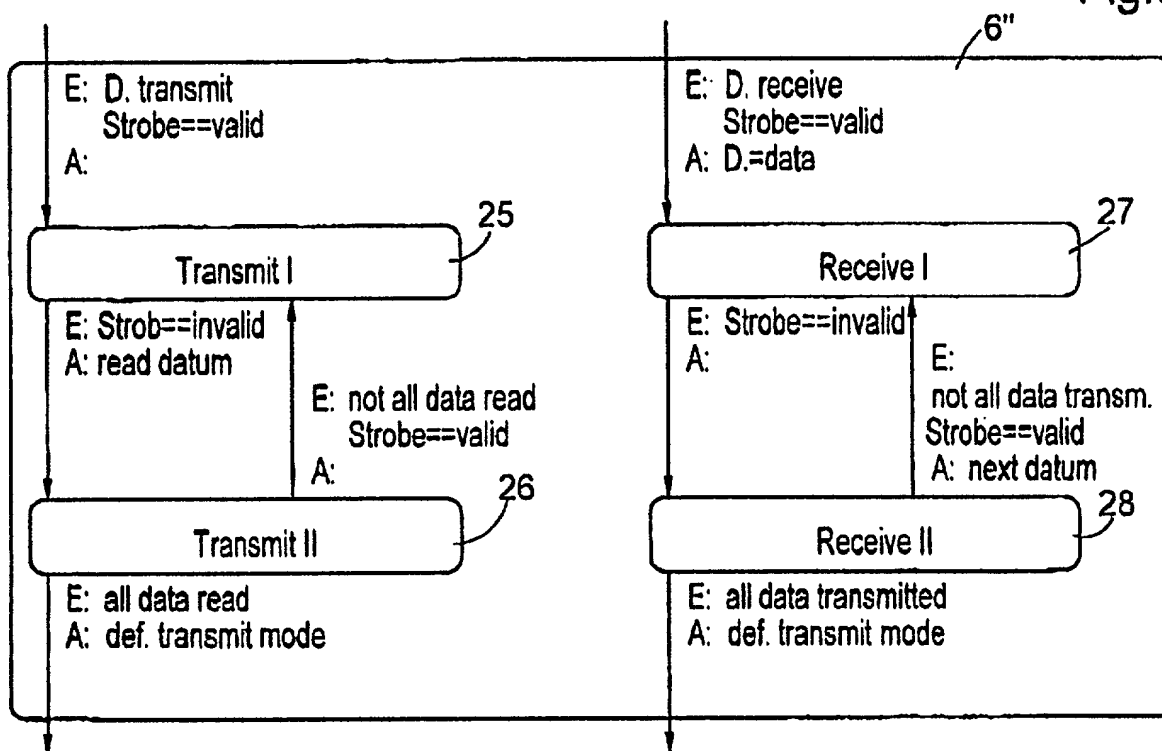 6"
E: D. transmit
Strobe==valid
A:
25
Transmit I
E: Strob==invalid
A: read datum
E: not all data read
Strobe==valid
A:
26
Transmit II
E: all data read
A: def. transmit mode
E: D. receive
Strobe==valid
A: D.=data
27
Receive I
E: Strobe==invalid
A:
E:
not all data transm.
Strobe==valid
A: next datum
28
Receive II
E: all data transmitted
A: def. transmit mode